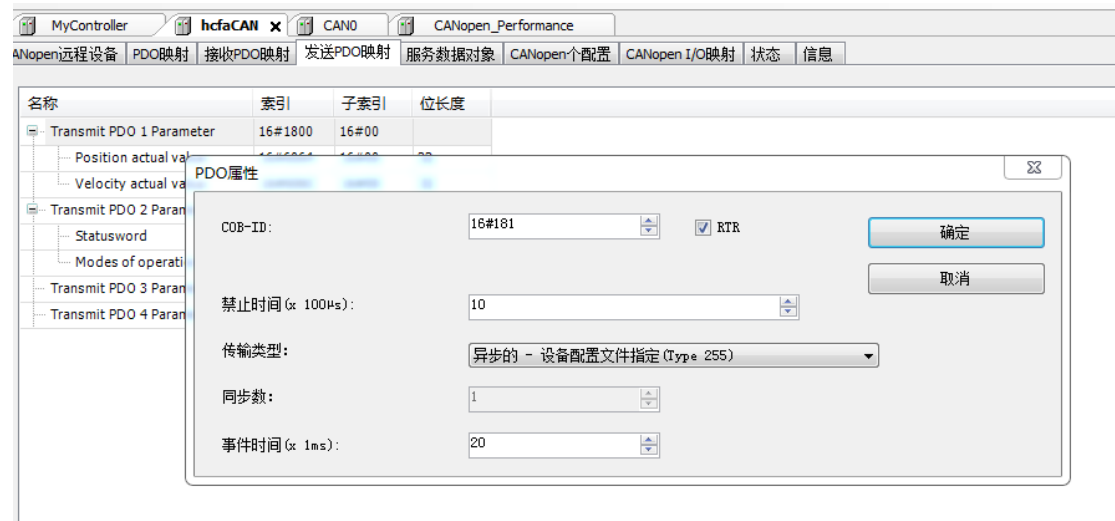 MyController hcfaCAN CAN0 CANopen_Performance
ANopen远程设备 PDO映射 接收PDO映射 发送PDO映射 服务数据对象 CANopen个配置 CANopen I/O映射 状态 信息
名称 索引 子索引 位长度
Transmit PDO 1 Parameter 16#1800 16#00
Position actual
Velocity actual va
Transmit PDO 2 Param
Statusword
Modes of operati
Transmit PDO 3 Param
Transmit PDO 4 Param
PDO属性
COB-ID: 16#181 RTR 确定
取消
禁止时间(x 100μs): 10
传输类型: 异步的 - 设备配置文件指定(Type 255)
同步数: 1
事件时间(x 1ms): 20